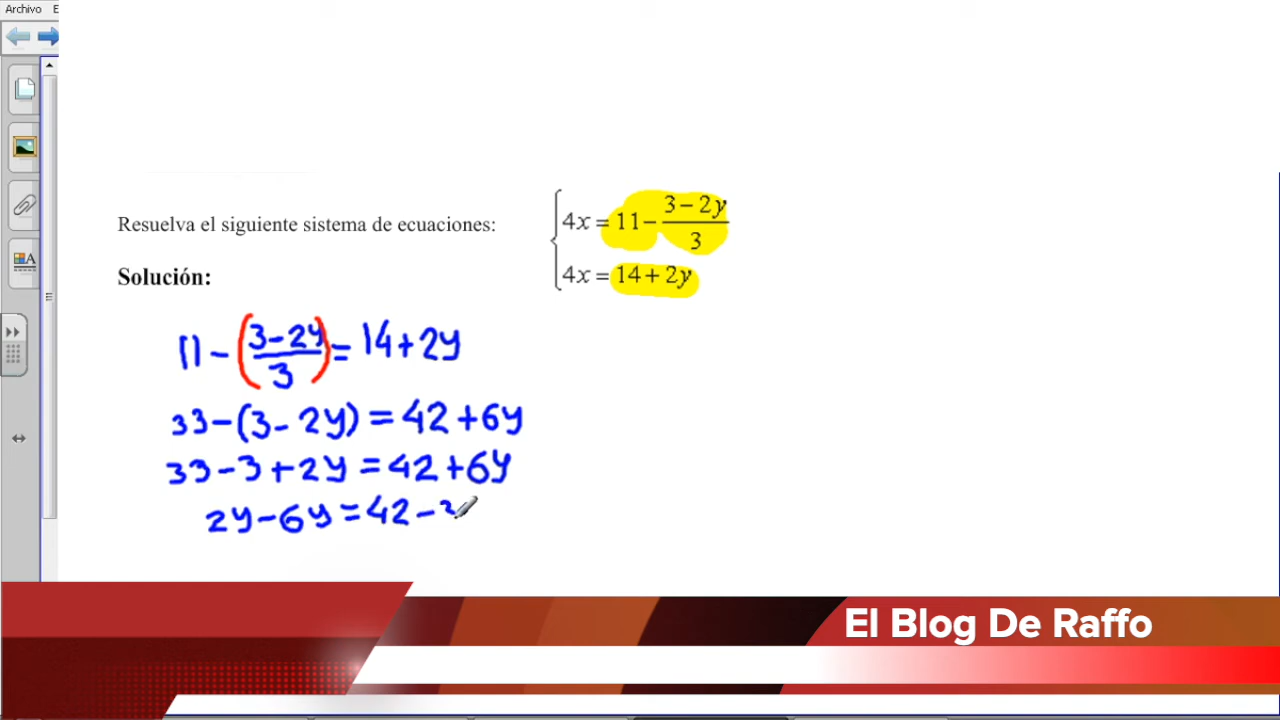 Archivo E
Resuelva el siguiente sistema de ecuaciones:
4x = 11 − (3 − 2y)/3
4x = 14 + 2y
Solución:
11 − (3 − 2y/3) = 14 + 2y
33 − (3 − 2y) = 42 + 6y
33 − 3 + 2y = 42 + 6y
2y − 6y = 42 −
El Blog De Raffo